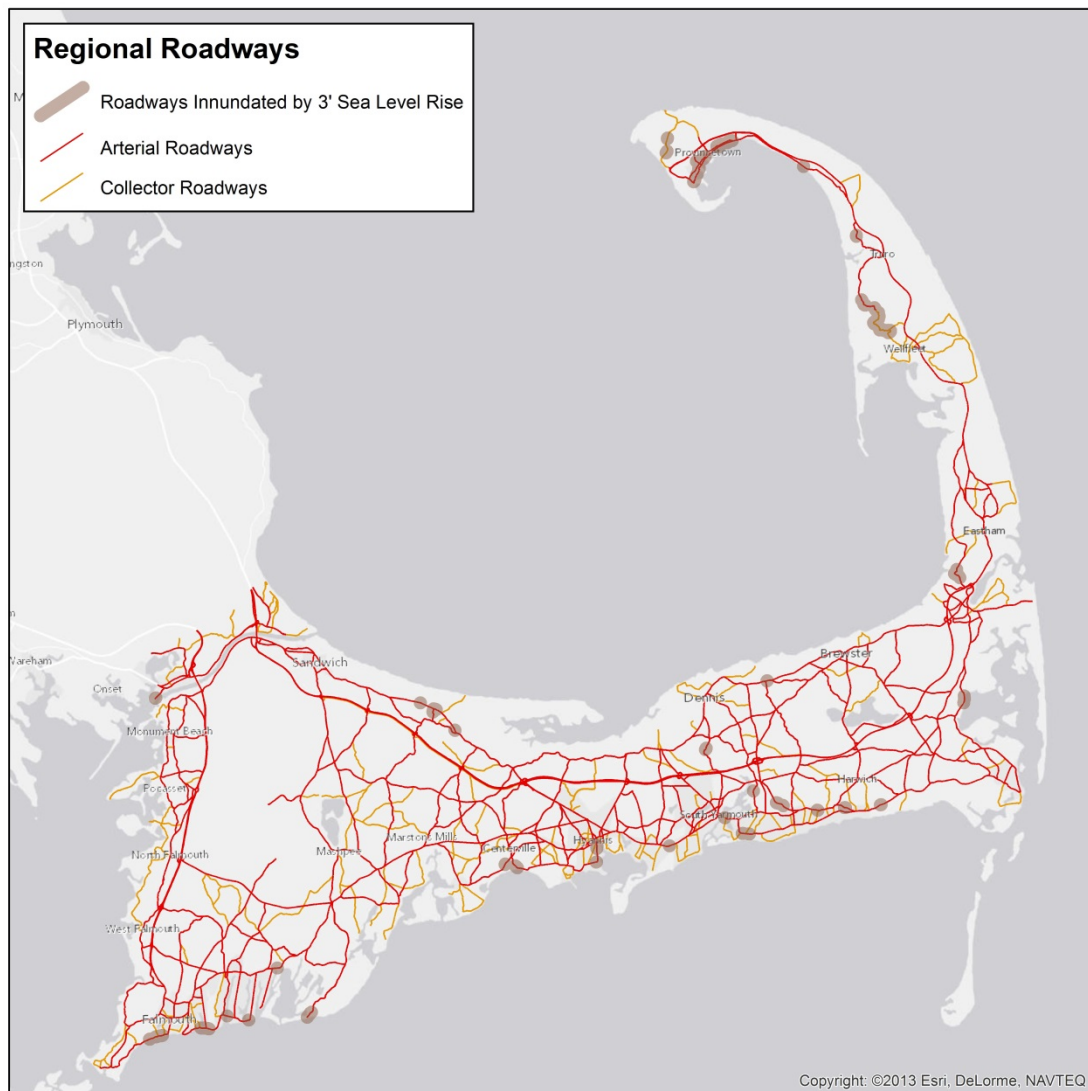 Regional Roadways
Roadways Innundated by 3' Sea Level Rise
Arterial Roadways
Collector Roadways
Provincetown
Truro
ngston
Plymouth
Wellfleet
Eastham
Wareham
Sandwich
Brewster
Onset
Dennis
Monument Beach
Pocasset
Harwich
South Yarmouth
Marstons Mills
Hyannis
Centerville
Mashpee
North Falmouth
West Falmouth
Falmouth
Copyright: ©2013 Esri, DeLorme, NAVTEQ